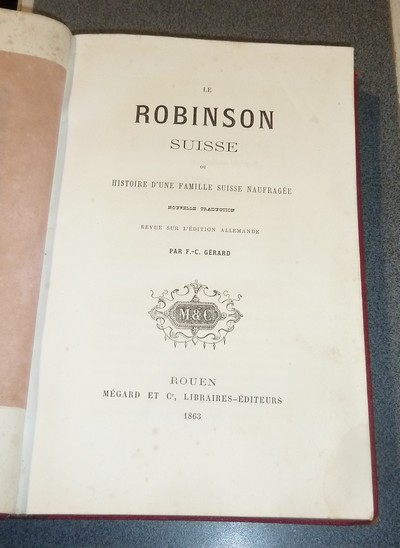 LE
ROBINSON
SUISSE
OU
HISTOIRE D'UNE FAMILLE SUISSE NAUFRAGÉE
NOUVELLE TRADUCTION
REVUE SUR L'ÉDITION ALLEMANDE
PAR F.-C. GÉRARD
M&C.
ROUEN
MÉGARD ET Cie, LIBRAIRES-ÉDITEURS
1863